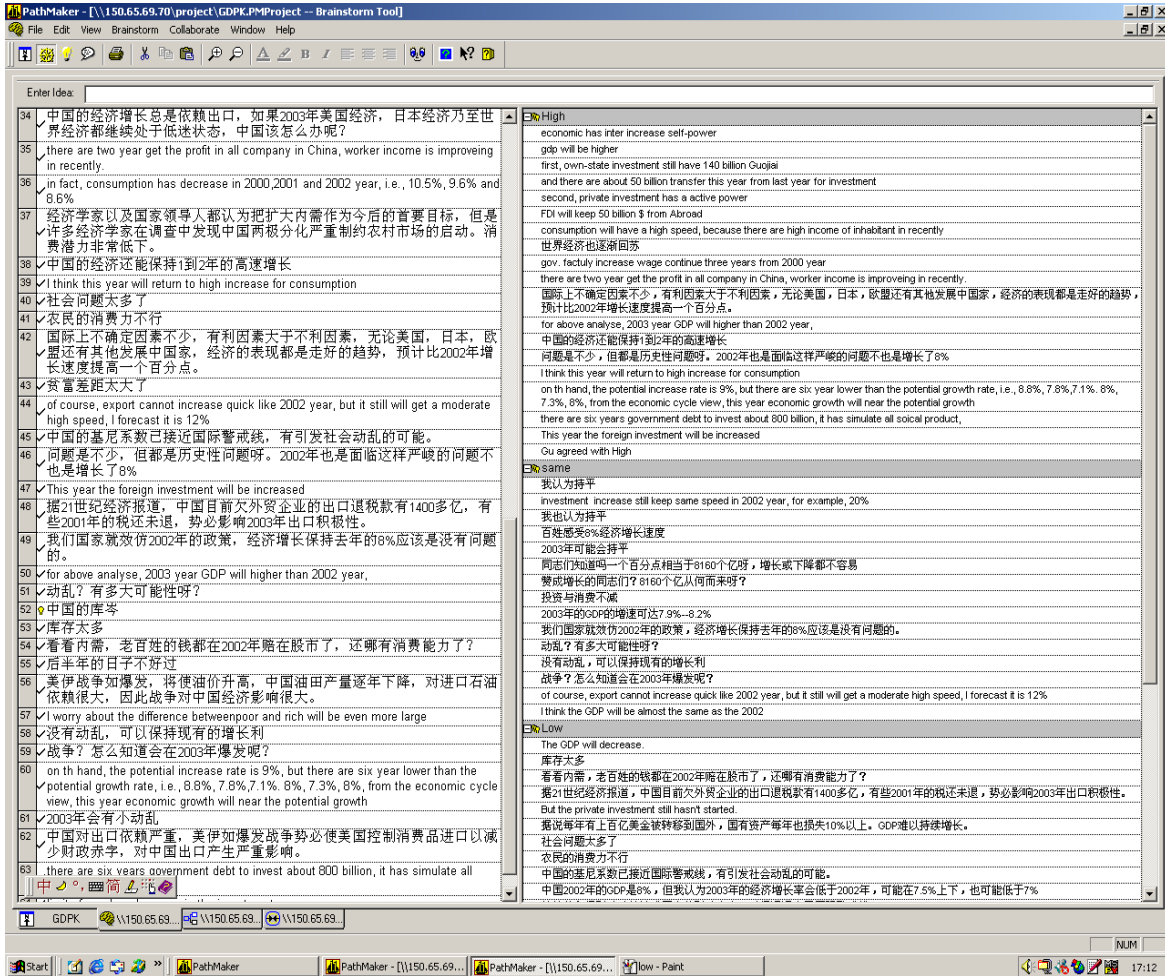 PathMaker - [\\150.65.69.70\project\GDPK.PMProject -- Brainstorm Tool]
File Edit View Brainstorm Collaborate Window Help
Enter Idea:
34 中国的经济增长总是依赖出口，如果2003年美国经济，日本经济乃至世
界经济都继续处于低迷状态，中国该怎么办呢？
35 there are two year get the profit in all company in China, worker income is improveing
in recently.
36 in fact, consumption has decrease in 2000,2001 and 2002 year, i.e., 10.5%, 9.6% and
8.6%
37 经济学家以及国家领导人都认为把扩大内需作为今后的首要目标，但是
许多经济学家在调查中发现中国两极分化严重制约农村市场的启动。消
费潜力非常低下。
38 中国的经济还能保持1到2年的高速增长
39 I think this year will return to high increase for consumption
40 社会问题太多了
41 农民的消费力不行
42 国际上不确定因素不少，有利因素大于不利因素，无论美国，日本，欧
盟还有其他发展中国家，经济的表现都是走好的趋势，预计比2002年增
长速度提高一个百分点。
43 贫富差距太大了
44 of course, export cannot increase quick like 2002 year, but it still will get a moderate
high speed, I forecast it is 12%
45 中国的基尼系数已接近国际警戒线，有引发社会动乱的可能。
46 问题是不少，但都是历史性问题呀。2002年也是面临这样严峻的问题不
也是增长了8%
47 This year the foreign investment will be increased
48 据21世纪经济报道，中国目前欠外贸企业的出口退税款有1400多亿，有
些2001年的税还未退，势必影响2003年出口积极性。
49 我们国家就效仿2002年的政策，经济增长保持去年的8%应该是没有问题
的。
50 for above analyse, 2003 year GDP will higher than 2002 year,
51 动乱？有多大可能性呀？
52 中国的库岑
53 库存太多
54 看看内需，老百姓的钱都在2002年赔在股市了，还哪有消费能力了？
55 后半年的日子不好过
56 美伊战争如爆发，将使油价升高，中国油田产量逐年下降，对进口石油
依赖很大，因此战争对中国经济影响很大。
57 I worry about the difference betweenpoor and rich will be even more large
58 没有动乱，可以保持现有的增长利
59 战争？怎么知道会在2003年爆发呢？
60 on th hand, the potential increase rate is 9%, but there are six year lower than the
potential growth rate, i.e., 8.8%, 7.8%,7.1%. 8%, 7.3%, 8%, from the economic cycle
view, this year economic growth will near the potential growth
61 2003年会有小动乱
62 中国对出口依赖严重，美伊如爆发战争势必使美国控制消费品进口以减
少财政赤字，对中国出口产生严重影响。
63 there are six years government debt to invest about 800 billion, it has simulate all
中 简
High
economic has inter increase self-power
gdp will be higher
first, own-state investment still have 140 billion Guojiai
and there are about 50 billion transfer this year from last year for investment
second, private investment has a active power
FDI will keep 50 billion $ from Abroad
consumption will have a high speed, because there are high income of inhabitant in recently
世界经济也逐渐回苏
gov. factuly increase wage continue three years from 2000 year
there are two year get the profit in all company in China, worker income is improveing in recently.
国际上不确定因素不少，有利因素大于不利因素，无论美国，日本，欧盟还有其他发展中国家，经济的表现都是走好的趋势，
预计比2002年增长速度提高一个百分点。
for above analyse, 2003 year GDP will higher than 2002 year,
中国的经济还能保持1到2年的高速增长
问题是不少，但都是历史性问题呀。2002年也是面临这样严峻的问题不也是增长了8%
I think this year will return to high increase for consumption
on th hand, the potential increase rate is 9%, but there are six year lower than the potential growth rate, i.e., 8.8%, 7.8%,7.1%. 8%,
7.3%, 8%, from the economic cycle view, this year economic growth will near the potential growth
there are six years government debt to invest about 800 billion, it has simulate all soical product,
This year the foreign investment will be increased
Gu agreed with High
same
我认为持平
investment increase still keep same speed in 2002 year, for example, 20%
我也认为持平
百姓感受8%经济增长速度
2003年可能会持平
同志们知道吗一个百分点相当于8160个亿呀，增长或下降都不容易
赞成增长的同志们？8160个亿从何而来呀？
投资与消费不减
2003年的GDP的增速可达7.9%--8.2%
我们国家就效仿2002年的政策，经济增长保持去年的8%应该是没有问题的。
动乱？有多大可能性呀？
没有动乱，可以保持现有的增长利
战争？怎么知道会在2003年爆发呢？
of course, export cannot increase quick like 2002 year, but it still will get a moderate high speed, I forecast it is 12%
I think the GDP will be almost the same as the 2002
Low
The GDP will decrease.
库存太多
看看内需，老百姓的钱都在2002年赔在股市了，还哪有消费能力了？
据21世纪经济报道，中国目前欠外贸企业的出口退税款有1400多亿，有些2001年的税还未退，势必影响2003年出口积极性。
But the private investment still hasn't started.
据说每年有上百亿美金被转移到国外，国有资产每年也损失10%以上。GDP难以持续增长。
社会问题太多了
农民的消费力不行
中国的基尼系数已接近国际警戒线，有引发社会动乱的可能。
中国2002年的GDP是8%，但我认为2003年的经济增长率会低于2002年，可能在7.5%上下，也可能低于7%
GDPK \\150.65.69... \\150.65.69... \\150.65.69...
NUM
Start PathMaker PathMaker - [\\150.65.69... PathMaker - [\\150.65.69... low - Paint 17:12